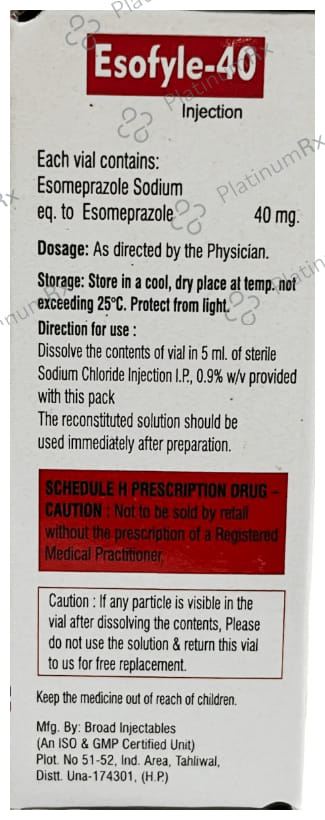 Esofyle-40
Injection
Each vial contains:
Esomeprazole Sodium
eq. to Esomeprazole 40 mg.
Dosage: As directed by the Physician.
Storage: Store in a cool, dry place at temp. not
exceeding 25°C. Protect from light.
Direction for use :
Dissolve the contents of vial in 5 ml. of sterile
Sodium Chloride Injection I.P., 0.9% w/v provided
with this pack
The reconstituted solution should be
used immediately after preparation.
SCHEDULE H PRESCRIPTION DRUG –
CAUTION : Not to be sold by retail
without the prescription of a Registered
Medical Practitioner.
Caution : If any particle is visible in the
vial after dissolving the contents, Please
do not use the solution & return this vial
to us for free replacement.
Keep the medicine out of reach of children.
Mfg. By: Broad Injectables
(An ISO & GMP Certified Unit)
Plot. No 51-52, Ind. Area, Tahliwal,
Distt. Una-174301, (H.P.)
PlatinumRx
PlatinumRx